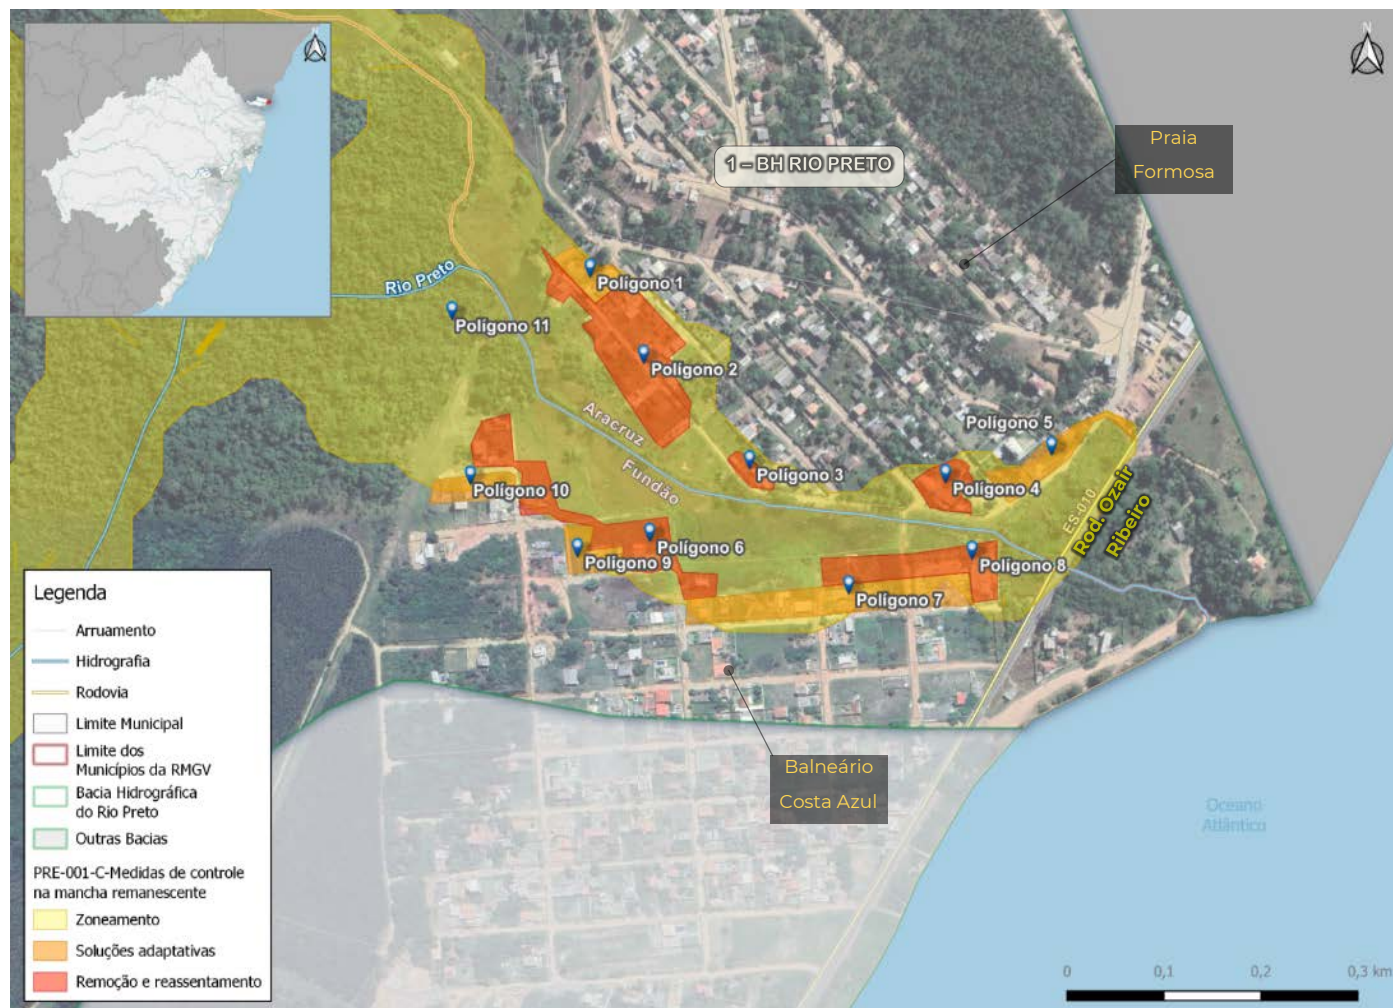 N
N
Praia
Formosa
1 – BH RIO PRETO
Rio Preto
Polígono 1
Polígono 11
Polígono 2
Aracruz
Fundão
Polígono 5
Polígono 3
Polígono 4
Polígono 10
Polígono 6
Polígono 9
Polígono 8
Polígono 7
ES-010
Rod. Ozair
Ribeiro
Balneário
Costa Azul
Oceano
Atlântico
Legenda
Arruamento
Hidrografia
Rodovia
Limite Municipal
Limite dos
Municípios da RMGV
Bacia Hidrográfica
do Rio Preto
Outras Bacias
PRE-001-C-Medidas de controle
na mancha remanescente
Zoneamento
Soluções adaptativas
Remoção e reassentamento
0 0,1 0,2 0,3 km